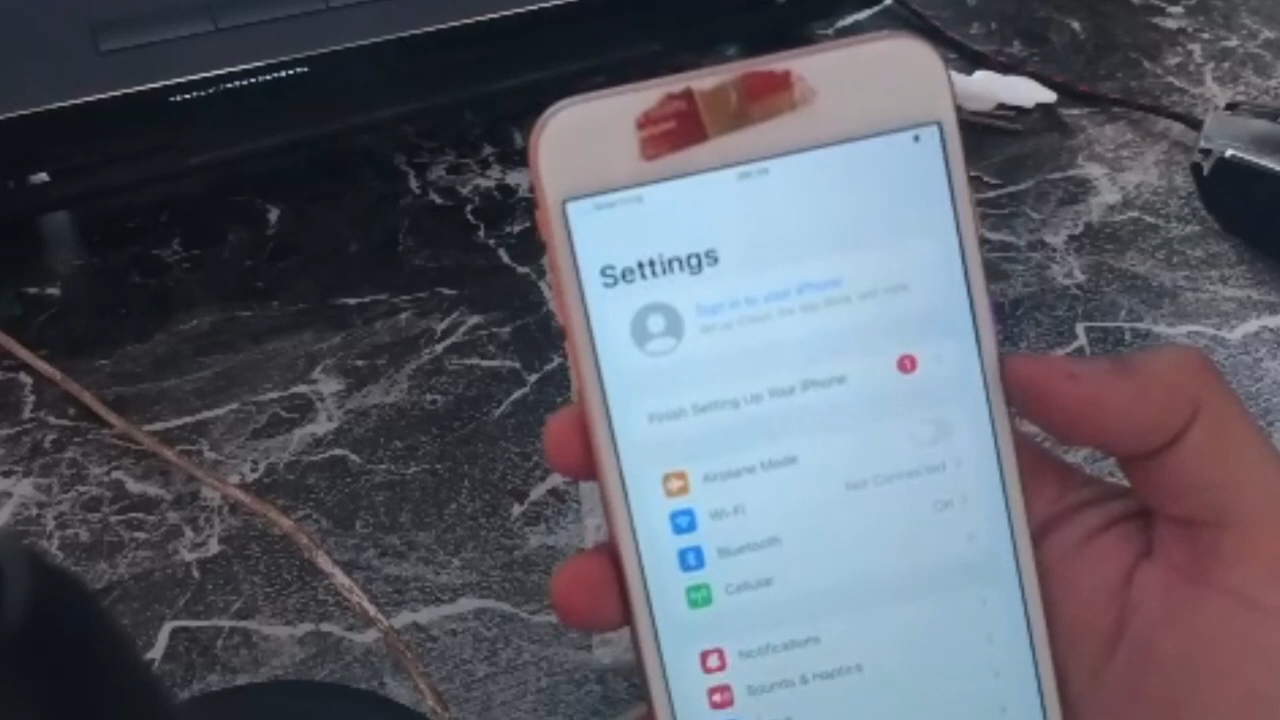 Settings
Sign in to your iPhone
Finish Setting Up Your iPhone
1
Airplane Mode
Wi-Fi
Not Connected
Bluetooth
On
Cellular
Notifications
Sounds & Haptics